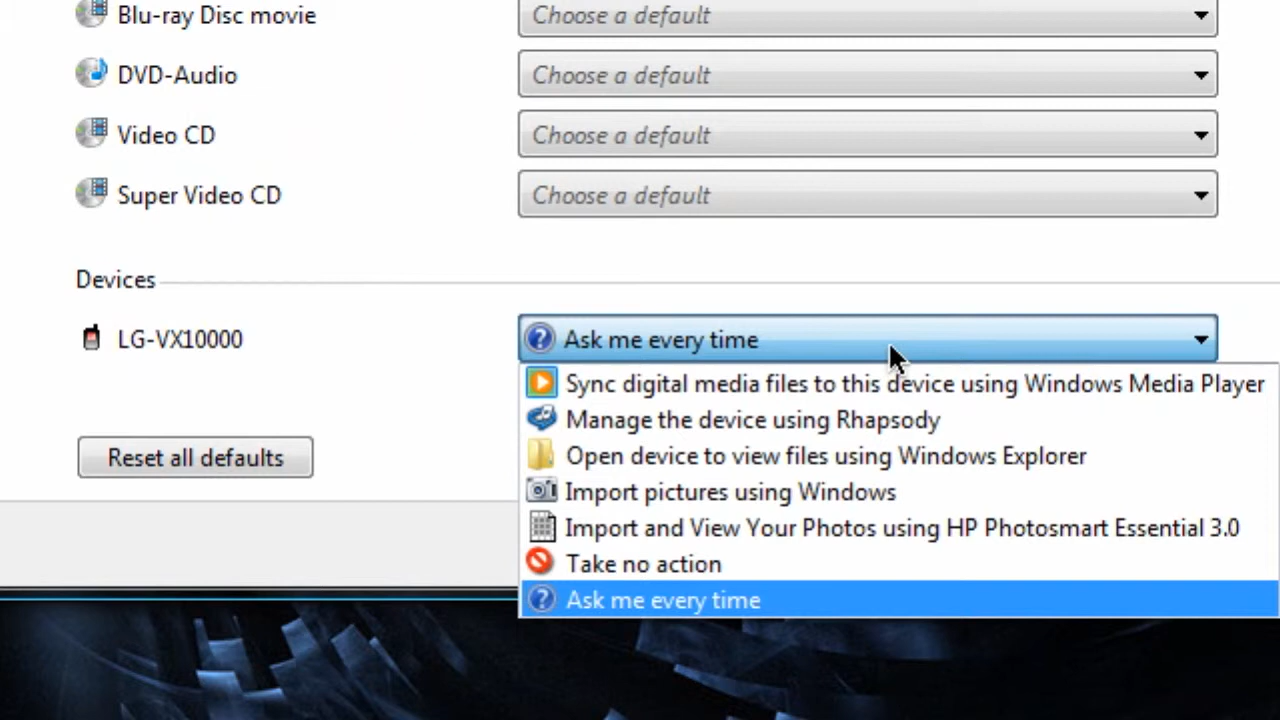 Blu-ray Disc movie Choose a default
DVD-Audio Choose a default
Video CD Choose a default
Super Video CD Choose a default
Devices
LG-VX10000 Ask me every time
Sync digital media files to this device using Windows Media Player
Manage the device using Rhapsody
Open device to view files using Windows Explorer
Reset all defaults
Import pictures using Windows
Import and View Your Photos using HP Photosmart Essential 3.0
Take no action
Ask me every time